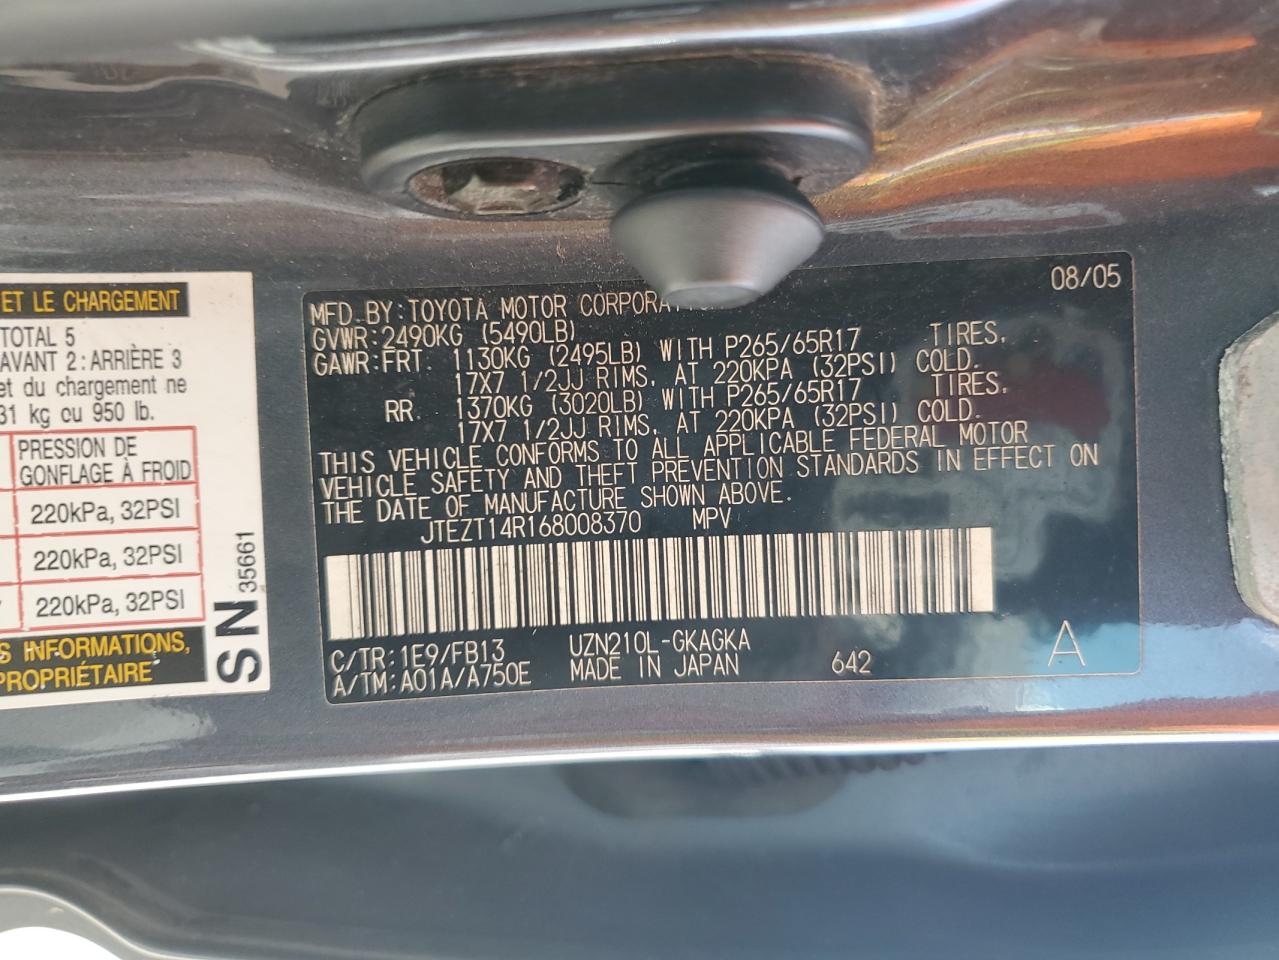 ET LE CHARGEMENT
TOTAL 5
AVANT 2: ARRIÈRE 3
et du chargement ne
31 kg ou 950 lb.
PRESSION DE
GONFLAGE À FROID
220kPa, 32PSI
220kPa, 32PSI
220kPa, 32PSI
S INFORMATIONS,
PROPRIÉTAIRE
SN 35661
08/05
MFD. BY: TOYOTA MOTOR
GVWR: 2490KG (5490LB)
GAWR: FRT. 1130KG (2495LB) WITH P265/65R17 TIRES,
17X7 1/2JJ RIMS, AT 220KPA (32PSI) COLD.
RR. 1370KG (3020LB) WITH P265/65R17 TIRES,
17X7 1/2JJ RIMS, AT 220KPA (32PSI) COLD.
THIS VEHICLE CONFORMS TO ALL APPLICABLE FEDERAL MOTOR
VEHICLE SAFETY AND THEFT PREVENTION STANDARDS IN EFFECT ON
THE DATE OF MANUFACTURE SHOWN ABOVE.
JTEZT14R168008370 MPV
C/TR: 1E9/FB13 UZN210L-GKAGKA
A/TM: A01A/A750E MADE IN JAPAN 642 A